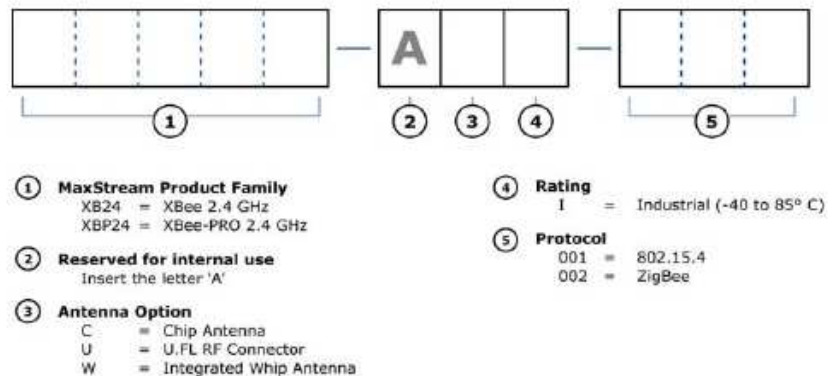 A
1 2 3 4 5
1 MaxStream Product Family
XB24 = XBee 2.4 GHz
XBP24 = XBee-PRO 2.4 GHz
2 Reserved for internal use
Insert the letter 'A'
3 Antenna Option
C = Chip Antenna
U = U.FL RF Connector
W = Integrated Whip Antenna
4 Rating
I = Industrial (-40 to 85° C)
5 Protocol
001 = 802.15.4
002 = ZigBee